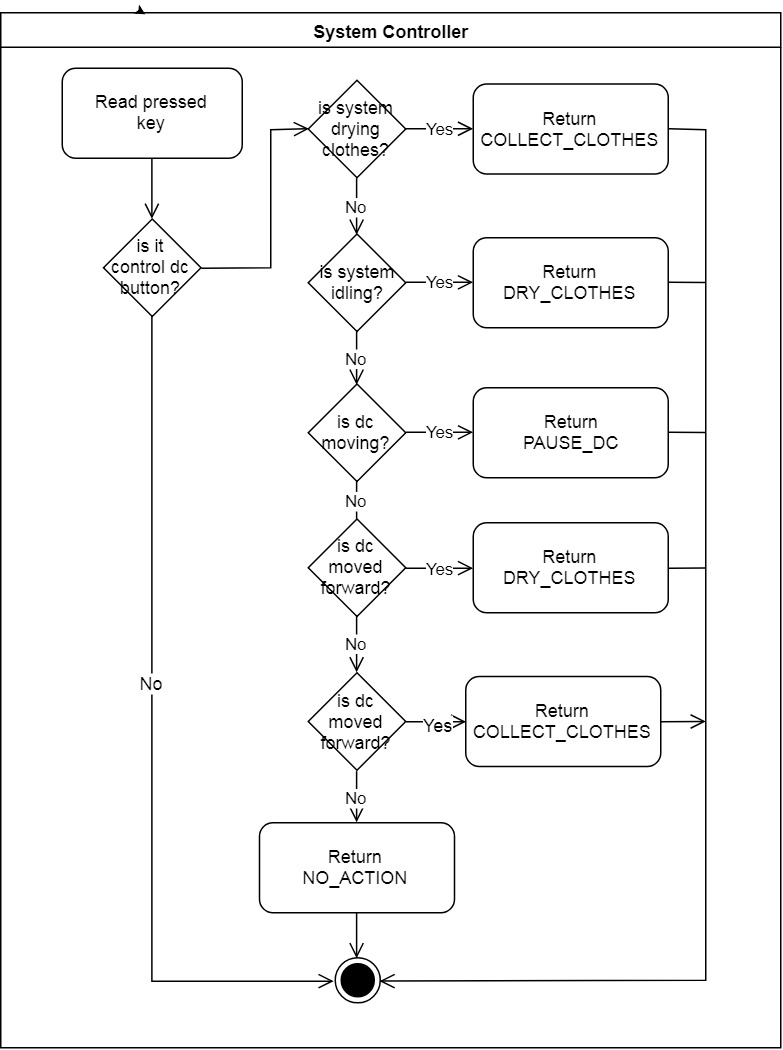 System Controller
Read pressed
key
is it
control dc
button?
No
is system
drying
clothes?
Yes
Return
COLLECT_CLOTHES
No
is system
idling?
Yes
Return
DRY_CLOTHES
No
is dc
moving?
Yes
Return
PAUSE_DC
No
is dc
moved
forward?
Yes
Return
DRY_CLOTHES
No
is dc
moved
forward?
Yes
Return
COLLECT_CLOTHES
No
Return
NO_ACTION